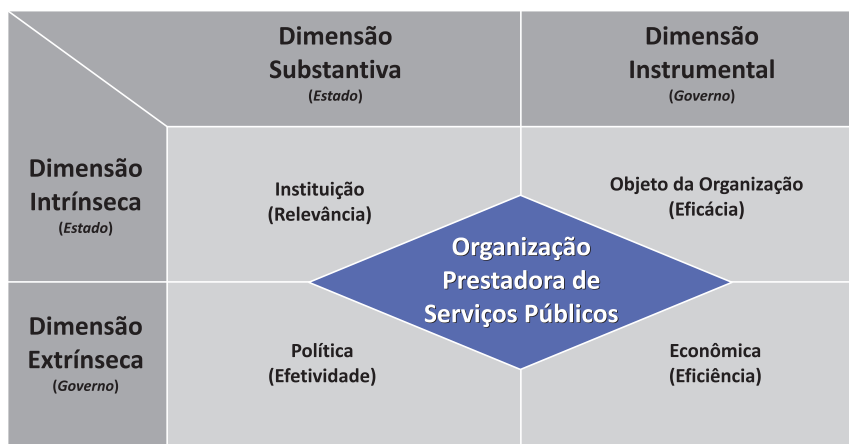 Dimensão
Substantiva
(Estado)
Dimensão
Instrumental
(Governo)
Dimensão
Intrínseca
(Estado)
Instituição
(Relevância)
Objeto da Organização
(Eficácia)
Organização
Prestadora de
Serviços Públicos
Dimensão
Extrínseca
(Governo)
Política
(Efetividade)
Econômica
(Eficiência)